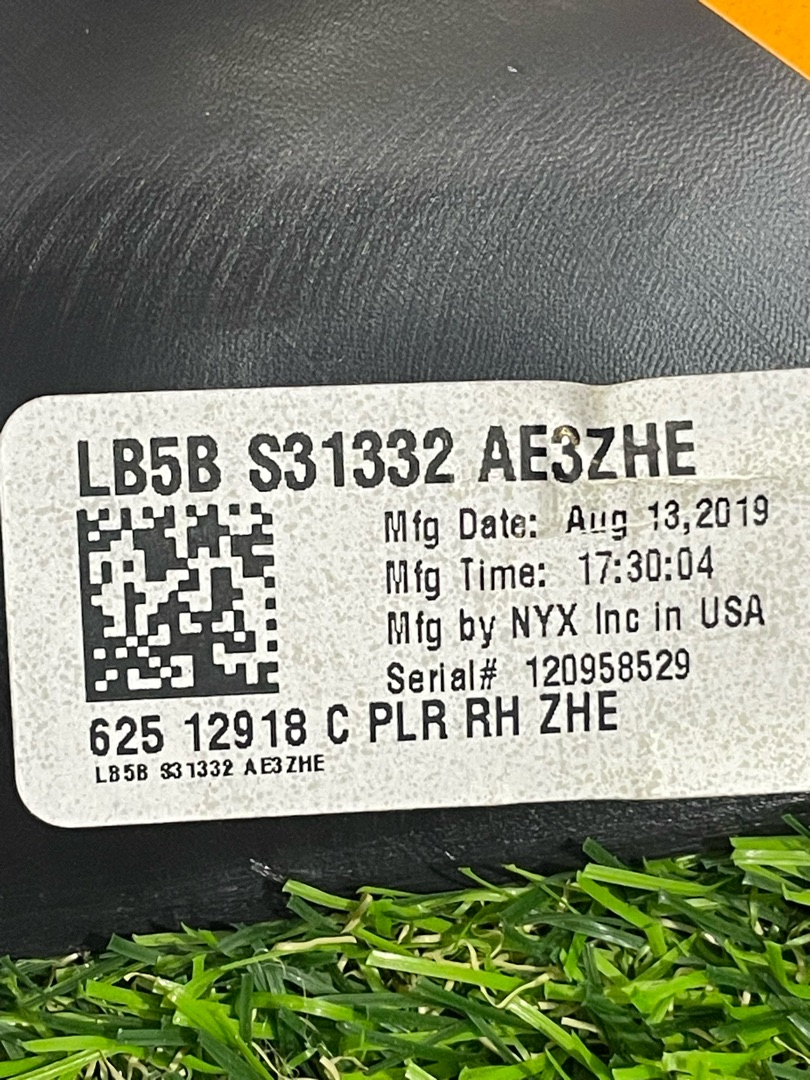 LB5B S31332 AE3ZHE
Mfg Date: Aug 13,2019
Mfg Time: 17:30:04
Mfg by NYX Inc in USA
Serial# 120958529
625 12918 C PLR RH ZHE
LB5B S31332 AE3ZHE